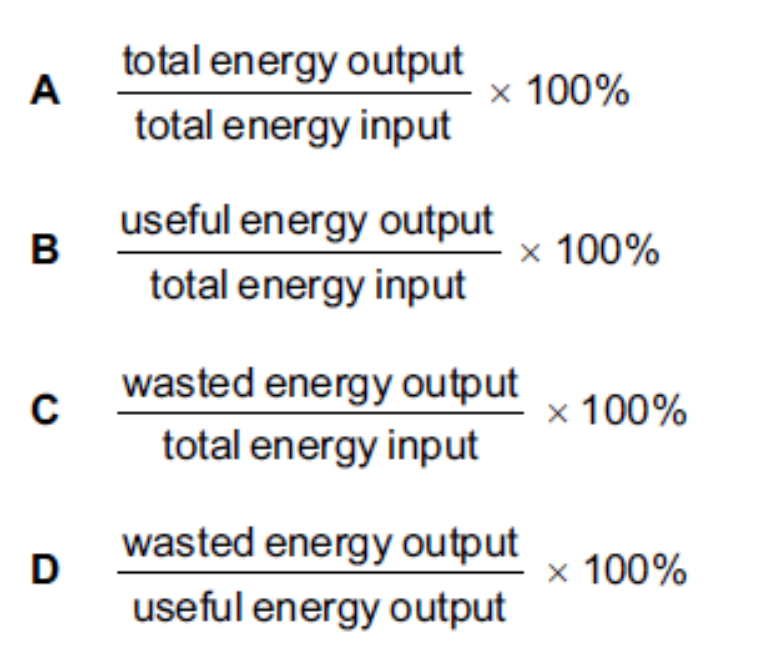 A total energy output
total energy input × 100%
B useful energy output
total energy input × 100%
C wasted energy output
total energy input × 100%
D wasted energy output
useful energy output × 100%